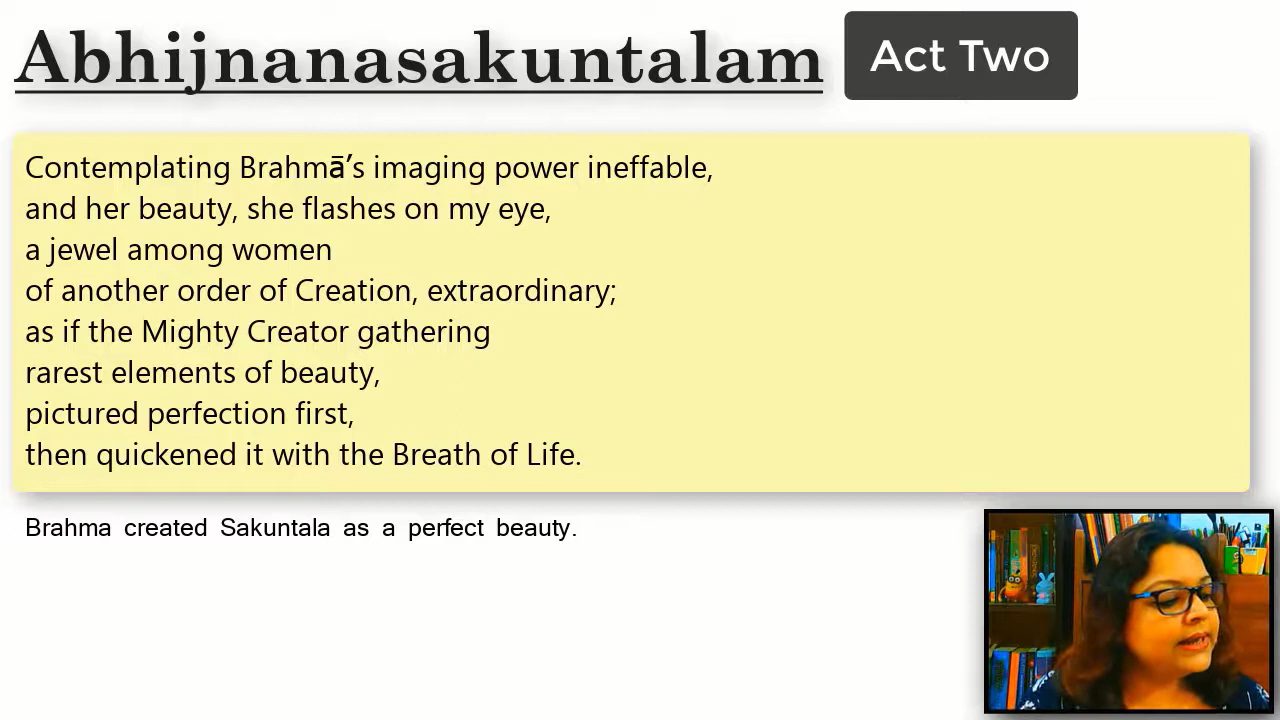 Abhijnanasakuntalam
Act Two
Contemplating Brahmā's imaging power ineffable,
and her beauty, she flashes on my eye,
a jewel among women
of another order of Creation, extraordinary;
as if the Mighty Creator gathering
rarest elements of beauty,
pictured perfection first,
then quickened it with the Breath of Life.
Brahma created Sakuntala as a perfect beauty.